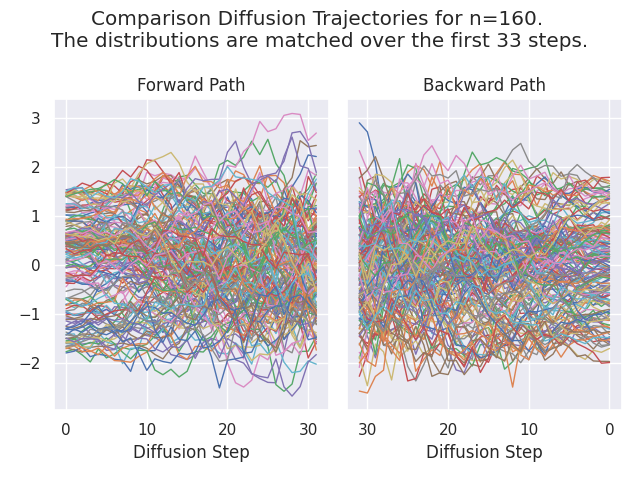 Comparison Diffusion Trajectories for n=160.
The distributions are matched over the first 33 steps.
Forward Path
Backward Path
3
2
1
0
−1
−2
0 10 20 30
30 20 10 0
Diffusion Step
Diffusion Step